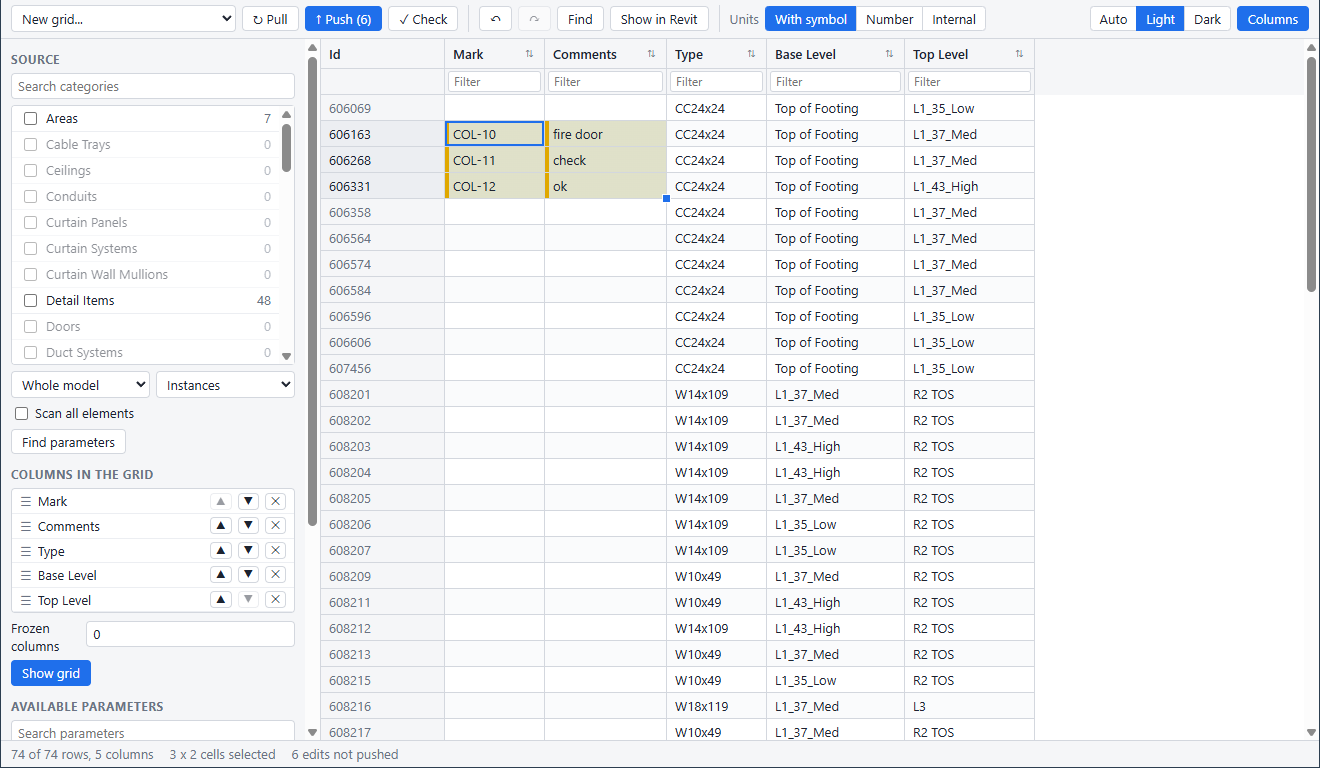 New grid... ↻ Pull ↑ Push (6) ✓ Check Find Show in Revit Units With symbol Number Internal Auto Light Dark Columns
SOURCE
Search categories
Areas 7
Cable Trays 0
Ceilings 0
Conduits 0
Curtain Panels 0
Curtain Systems 0
Curtain Wall Mullions 0
Detail Items 48
Doors 0
Duct Systems 0
Whole model Instances
Scan all elements
Find parameters
COLUMNS IN THE GRID
Mark
Comments
Type
Base Level
Top Level
Frozen columns 0
Show grid
AVAILABLE PARAMETERS
Search parameters
Id Mark Comments Type Base Level Top Level
Filter Filter Filter Filter Filter
606069 CC24x24 Top of Footing L1_35_Low
606163 COL-10 fire door CC24x24 Top of Footing L1_37_Med
606268 COL-11 check CC24x24 Top of Footing L1_37_Med
606331 COL-12 ok CC24x24 Top of Footing L1_43_High
606358 CC24x24 Top of Footing L1_37_Med
606564 CC24x24 Top of Footing L1_37_Med
606574 CC24x24 Top of Footing L1_37_Med
606584 CC24x24 Top of Footing L1_37_Med
606596 CC24x24 Top of Footing L1_35_Low
606606 CC24x24 Top of Footing L1_35_Low
607456 CC24x24 Top of Footing L1_35_Low
608201 W14x109 L1_37_Med R2 TOS
608202 W14x109 L1_37_Med R2 TOS
608203 W14x109 L1_43_High R2 TOS
608204 W14x109 L1_43_High R2 TOS
608205 W14x109 L1_37_Med R2 TOS
608206 W14x109 L1_35_Low R2 TOS
608207 W14x109 L1_35_Low R2 TOS
608209 W10x49 L1_37_Med R2 TOS
608211 W10x49 L1_43_High R2 TOS
608212 W14x109 L1_43_High R2 TOS
608213 W10x49 L1_37_Med R2 TOS
608215 W10x49 L1_35_Low R2 TOS
608216 W18x119 L1_37_Med L3
608217 W10x49 L1_37_Med R2 TOS
74 of 74 rows, 5 columns 3 x 2 cells selected 6 edits not pushed